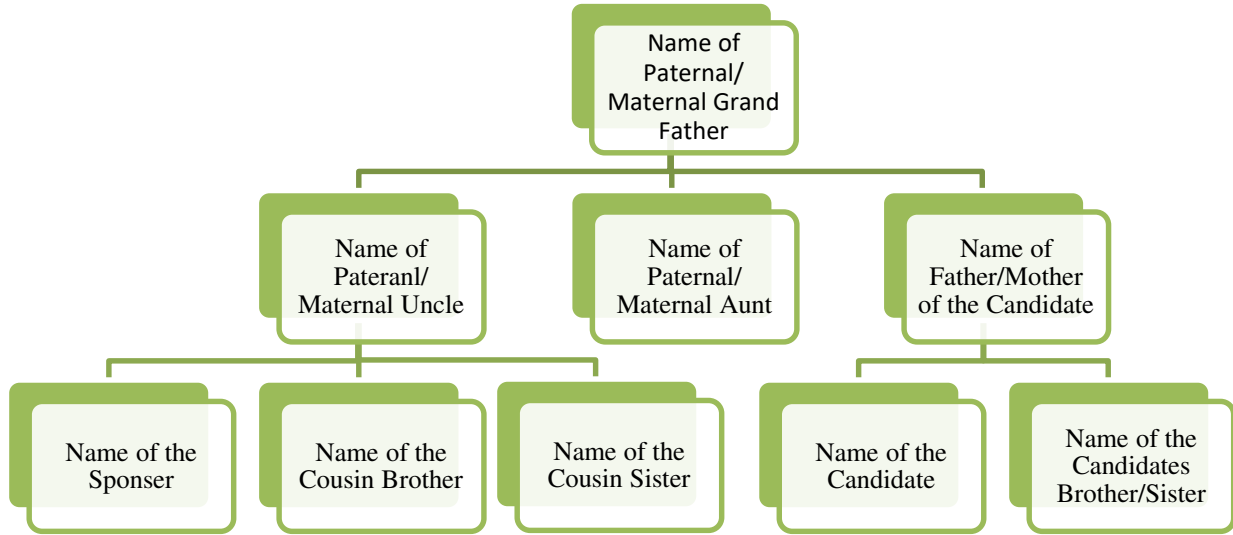 Name of
Paternal/
Maternal Grand
Father
Name of
Pateranl/
Maternal Uncle
Name of
Paternal/
Maternal Aunt
Name of
Father/Mother
of the Candidate
Name of the
Sponser
Name of the
Cousin Brother
Name of the
Cousin Sister
Name of the
Candidate
Name of the
Candidates
Brother/Sister